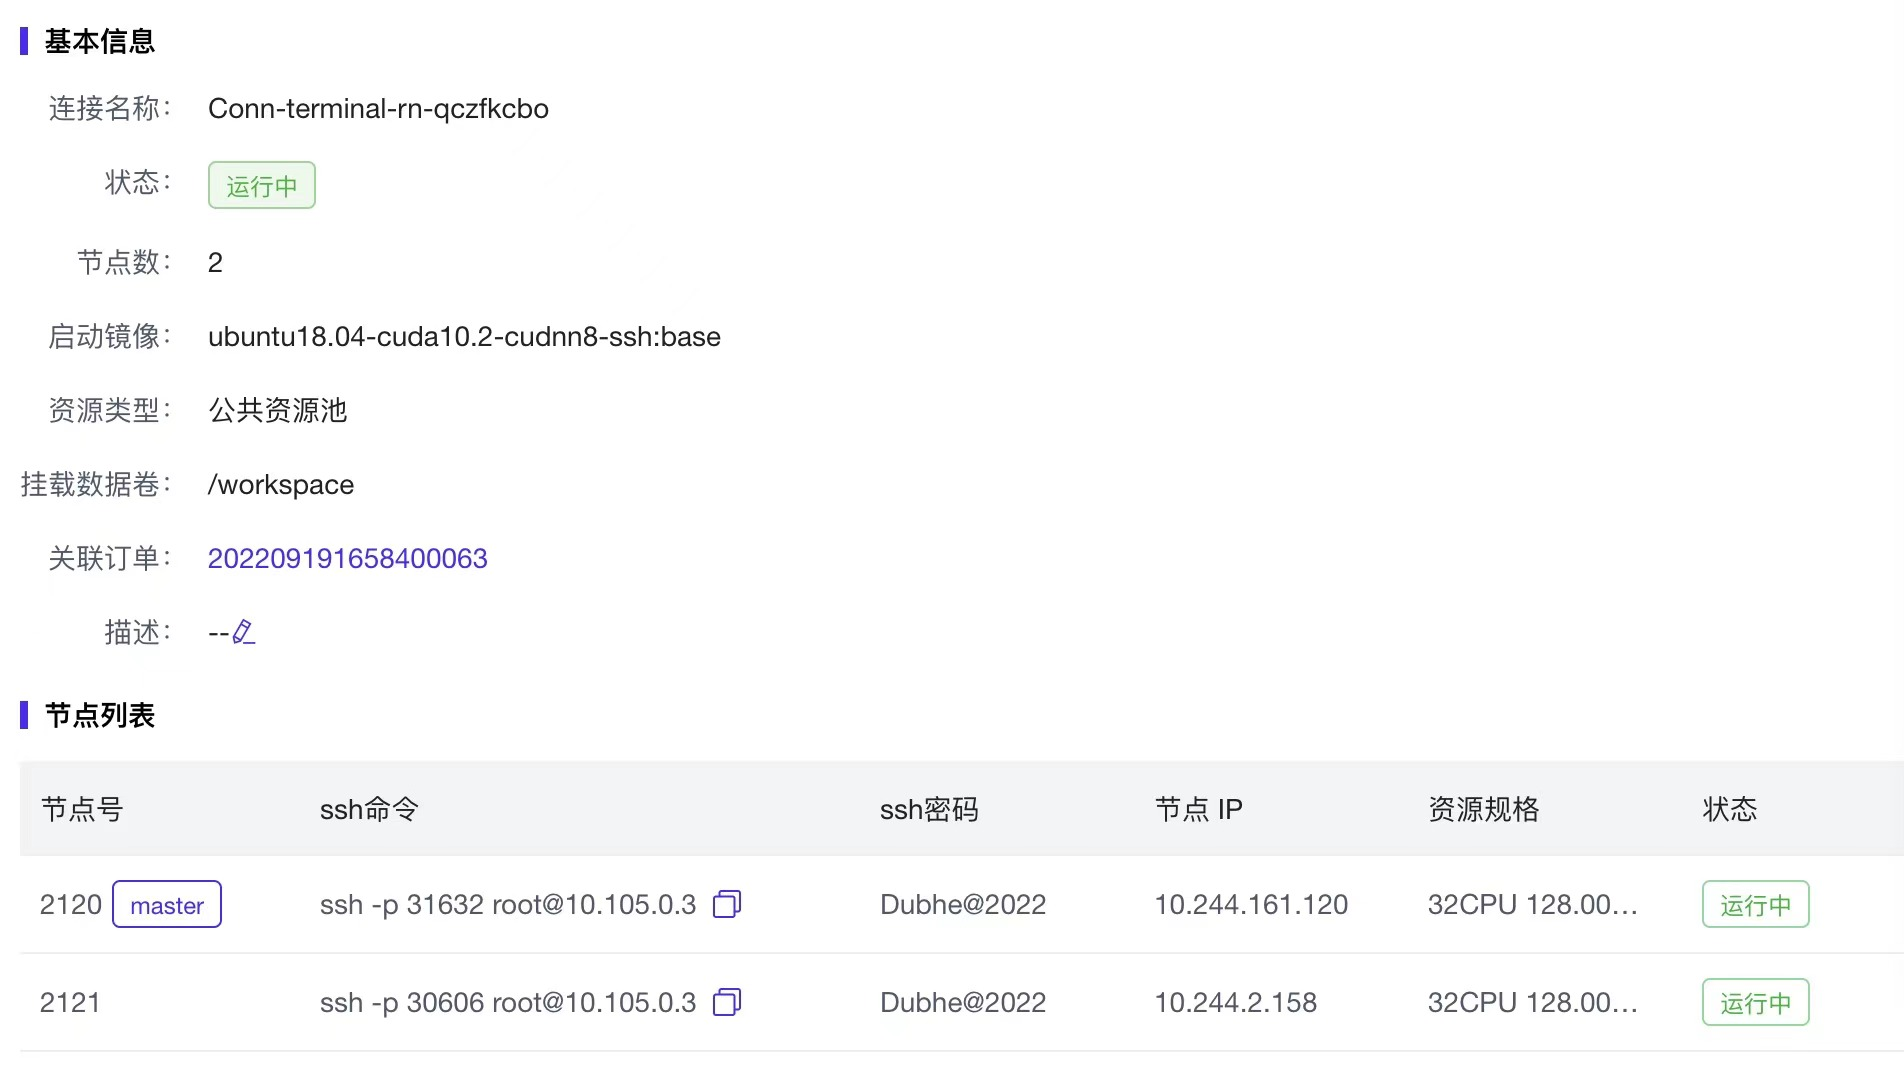 基本信息
连接名称： Conn-terminal-rn-qczfkcbo
状态： 运行中
节点数： 2
启动镜像： ubuntu18.04-cuda10.2-cudnn8-ssh:base
资源类型： 公共资源池
挂载数据卷： /workspace
关联订单： 202209191658400063
描述： --
节点列表
节点号 ssh命令 ssh密码 节点 IP 资源规格 状态
2120 master ssh -p 31632 root@10.105.0.3 Dubhe@2022 10.244.161.120 32CPU 128.00... 运行中
2121 ssh -p 30606 root@10.105.0.3 Dubhe@2022 10.244.2.158 32CPU 128.00... 运行中